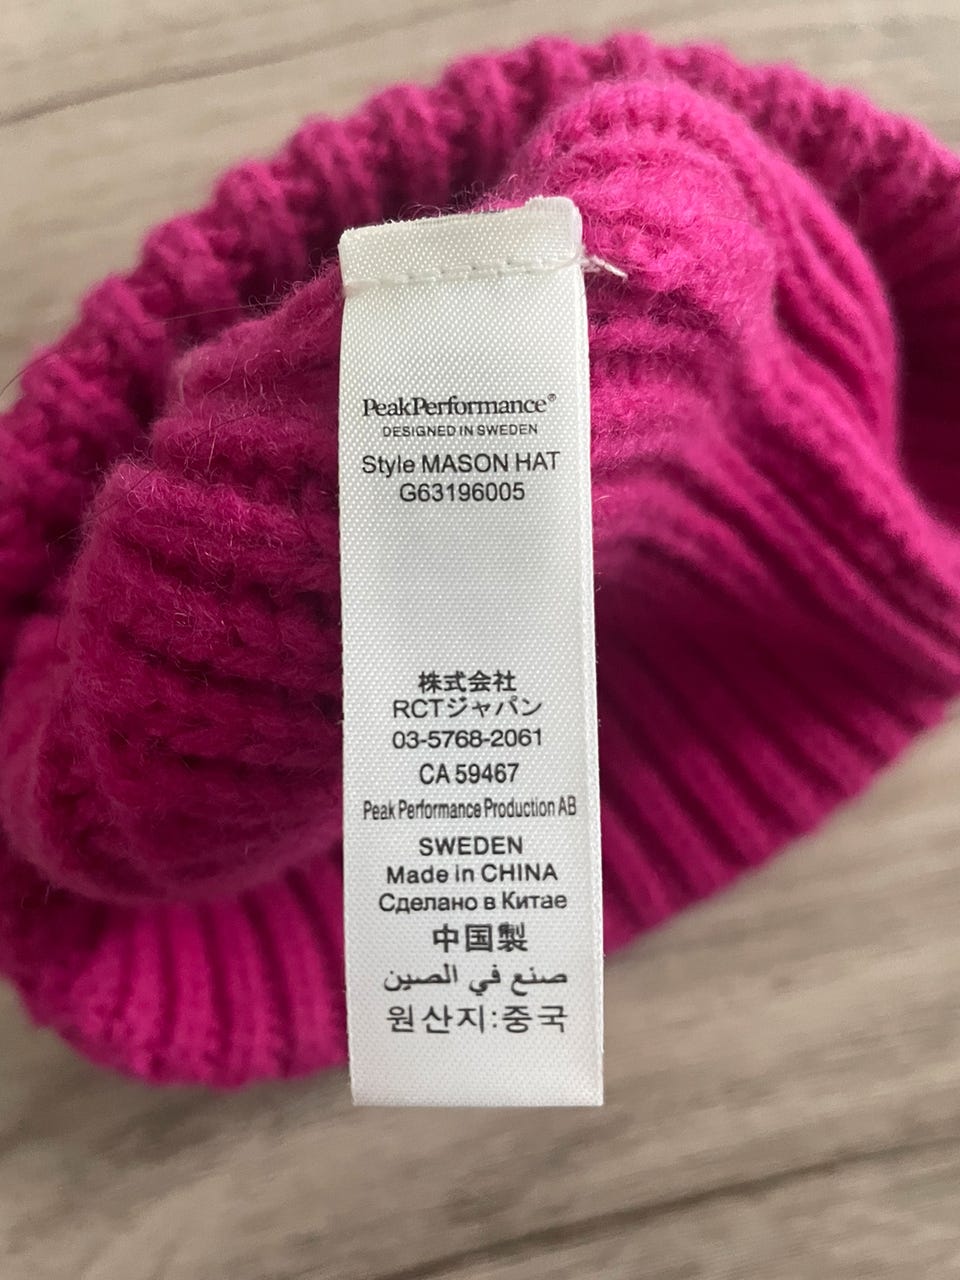 PeakPerformance®
DESIGNED IN SWEDEN
Style MASON HAT
G63196005
株式会社
RCTジャパン
03-5768-2061
CA 59467
Peak Performance Production AB
SWEDEN
Made in CHINA
Сделано в Китае
中国製
صنع في الصين
원산지:중국